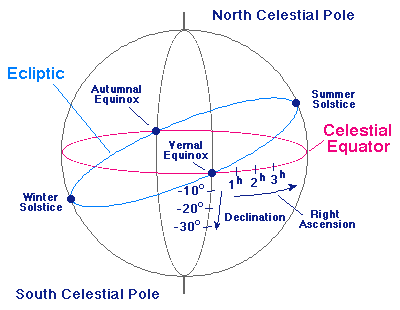 North Celestial Pole
Ecliptic
Autumnal
Equinox
Summer
Solstice
Vernal
Equinox
Celestial
Equator
1h 2h 3h
-10°
-20°
-30°
Declination
Right
Ascension
Winter
Solstice
South Celestial Pole